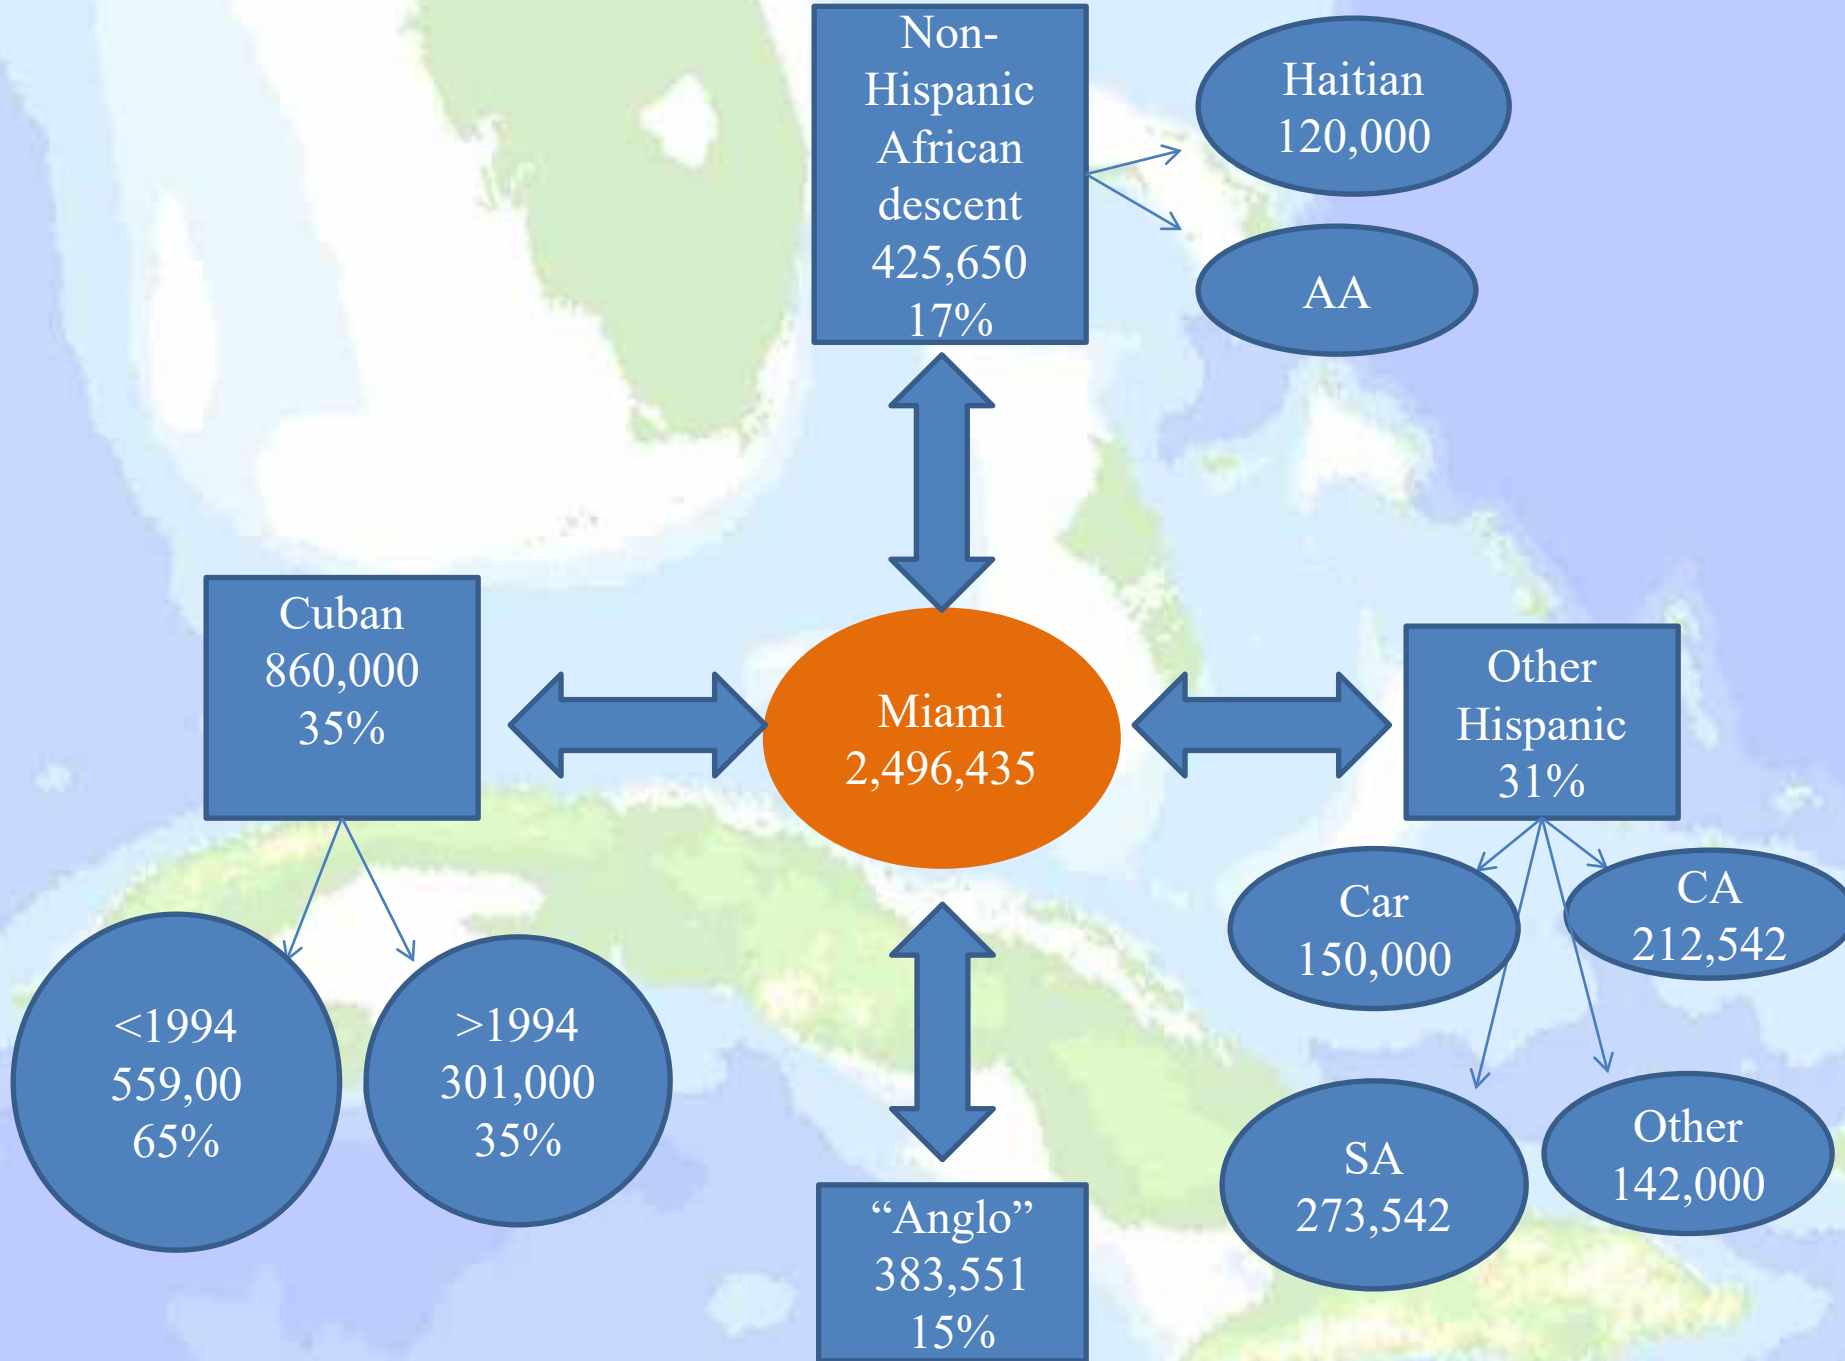 Non-
Hispanic
African
descent
425,650
17%
Haitian
120,000
AA
Cuban
860,000
35%
Miami
2,496,435
Other
Hispanic
31%
<1994
559,00
65%
>1994
301,000
35%
Car
150,000
CA
212,542
SA
273,542
Other
142,000
“Anglo”
383,551
15%